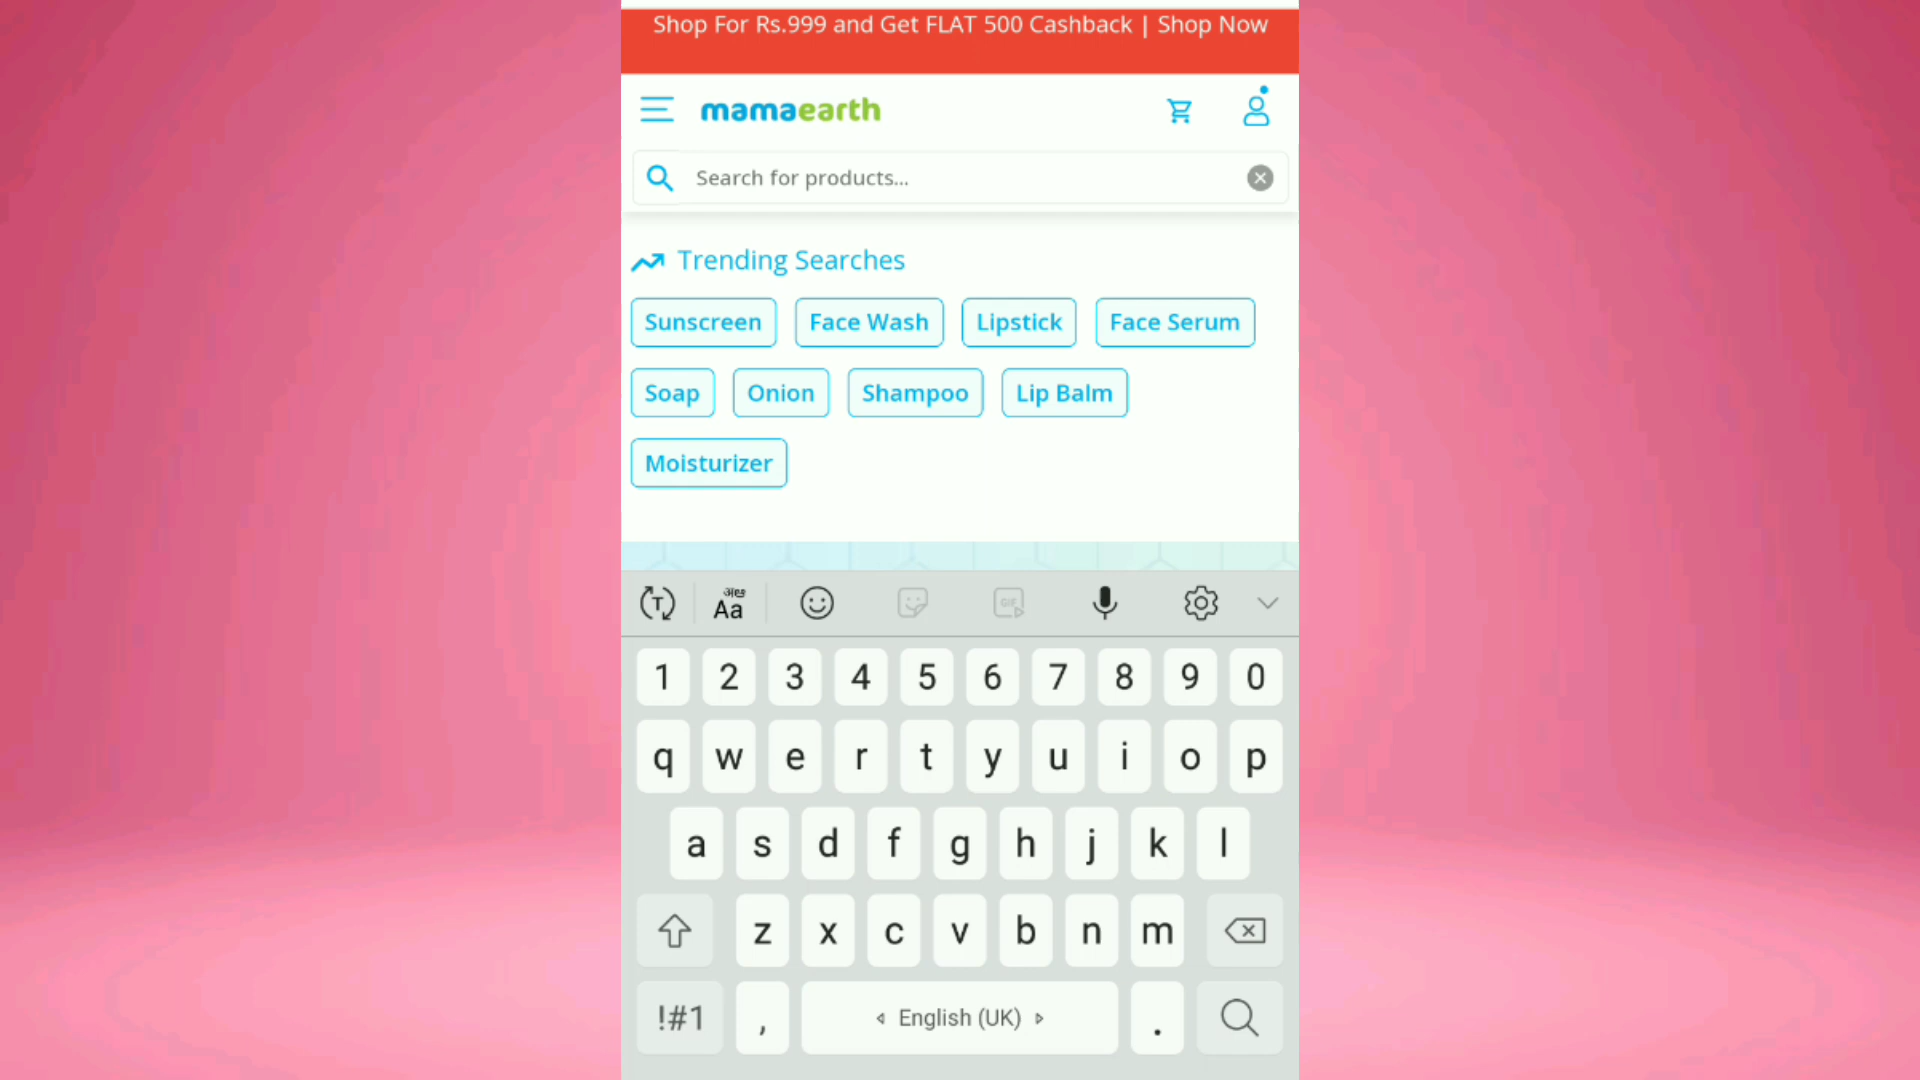 Shop For Rs.999 and Get FLAT 500 Cashback | Shop Now
mamaearth
Search for products...
Trending Searches
Sunscreen Face Wash Lipstick Face Serum
Soap Onion Shampoo Lip Balm
Moisturizer
T अॡ Aa GIF
1 2 3 4 5 6 7 8 9 0
q w e r t y u i o p
a s d f g h j k l
z x c v b n m
!#1 , English (UK) .